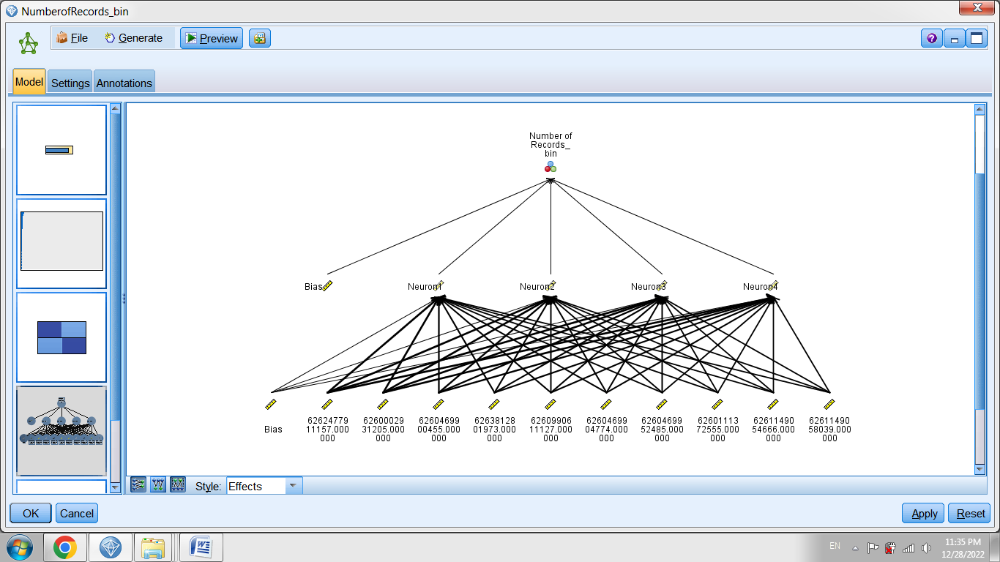 NumberofRecords_bin
File Generate Preview
Model Settings Annotations
Number of
Records_
bin
Bias Neuron1 Neuron2 Neuron3 Neuron4
Bias
62624779
11157.000
000
62600029
31205.000
000
62604699
00455.000
000
62638128
01973.000
000
62609906
11127.000
000
62604699
04774.000
000
62604699
52485.000
000
62601113
72555.000
000
62611490
54666.000
000
62611490
58039.000
000
Style: Effects
OK Cancel Apply Reset
EN
11:35 PM
12/28/2022